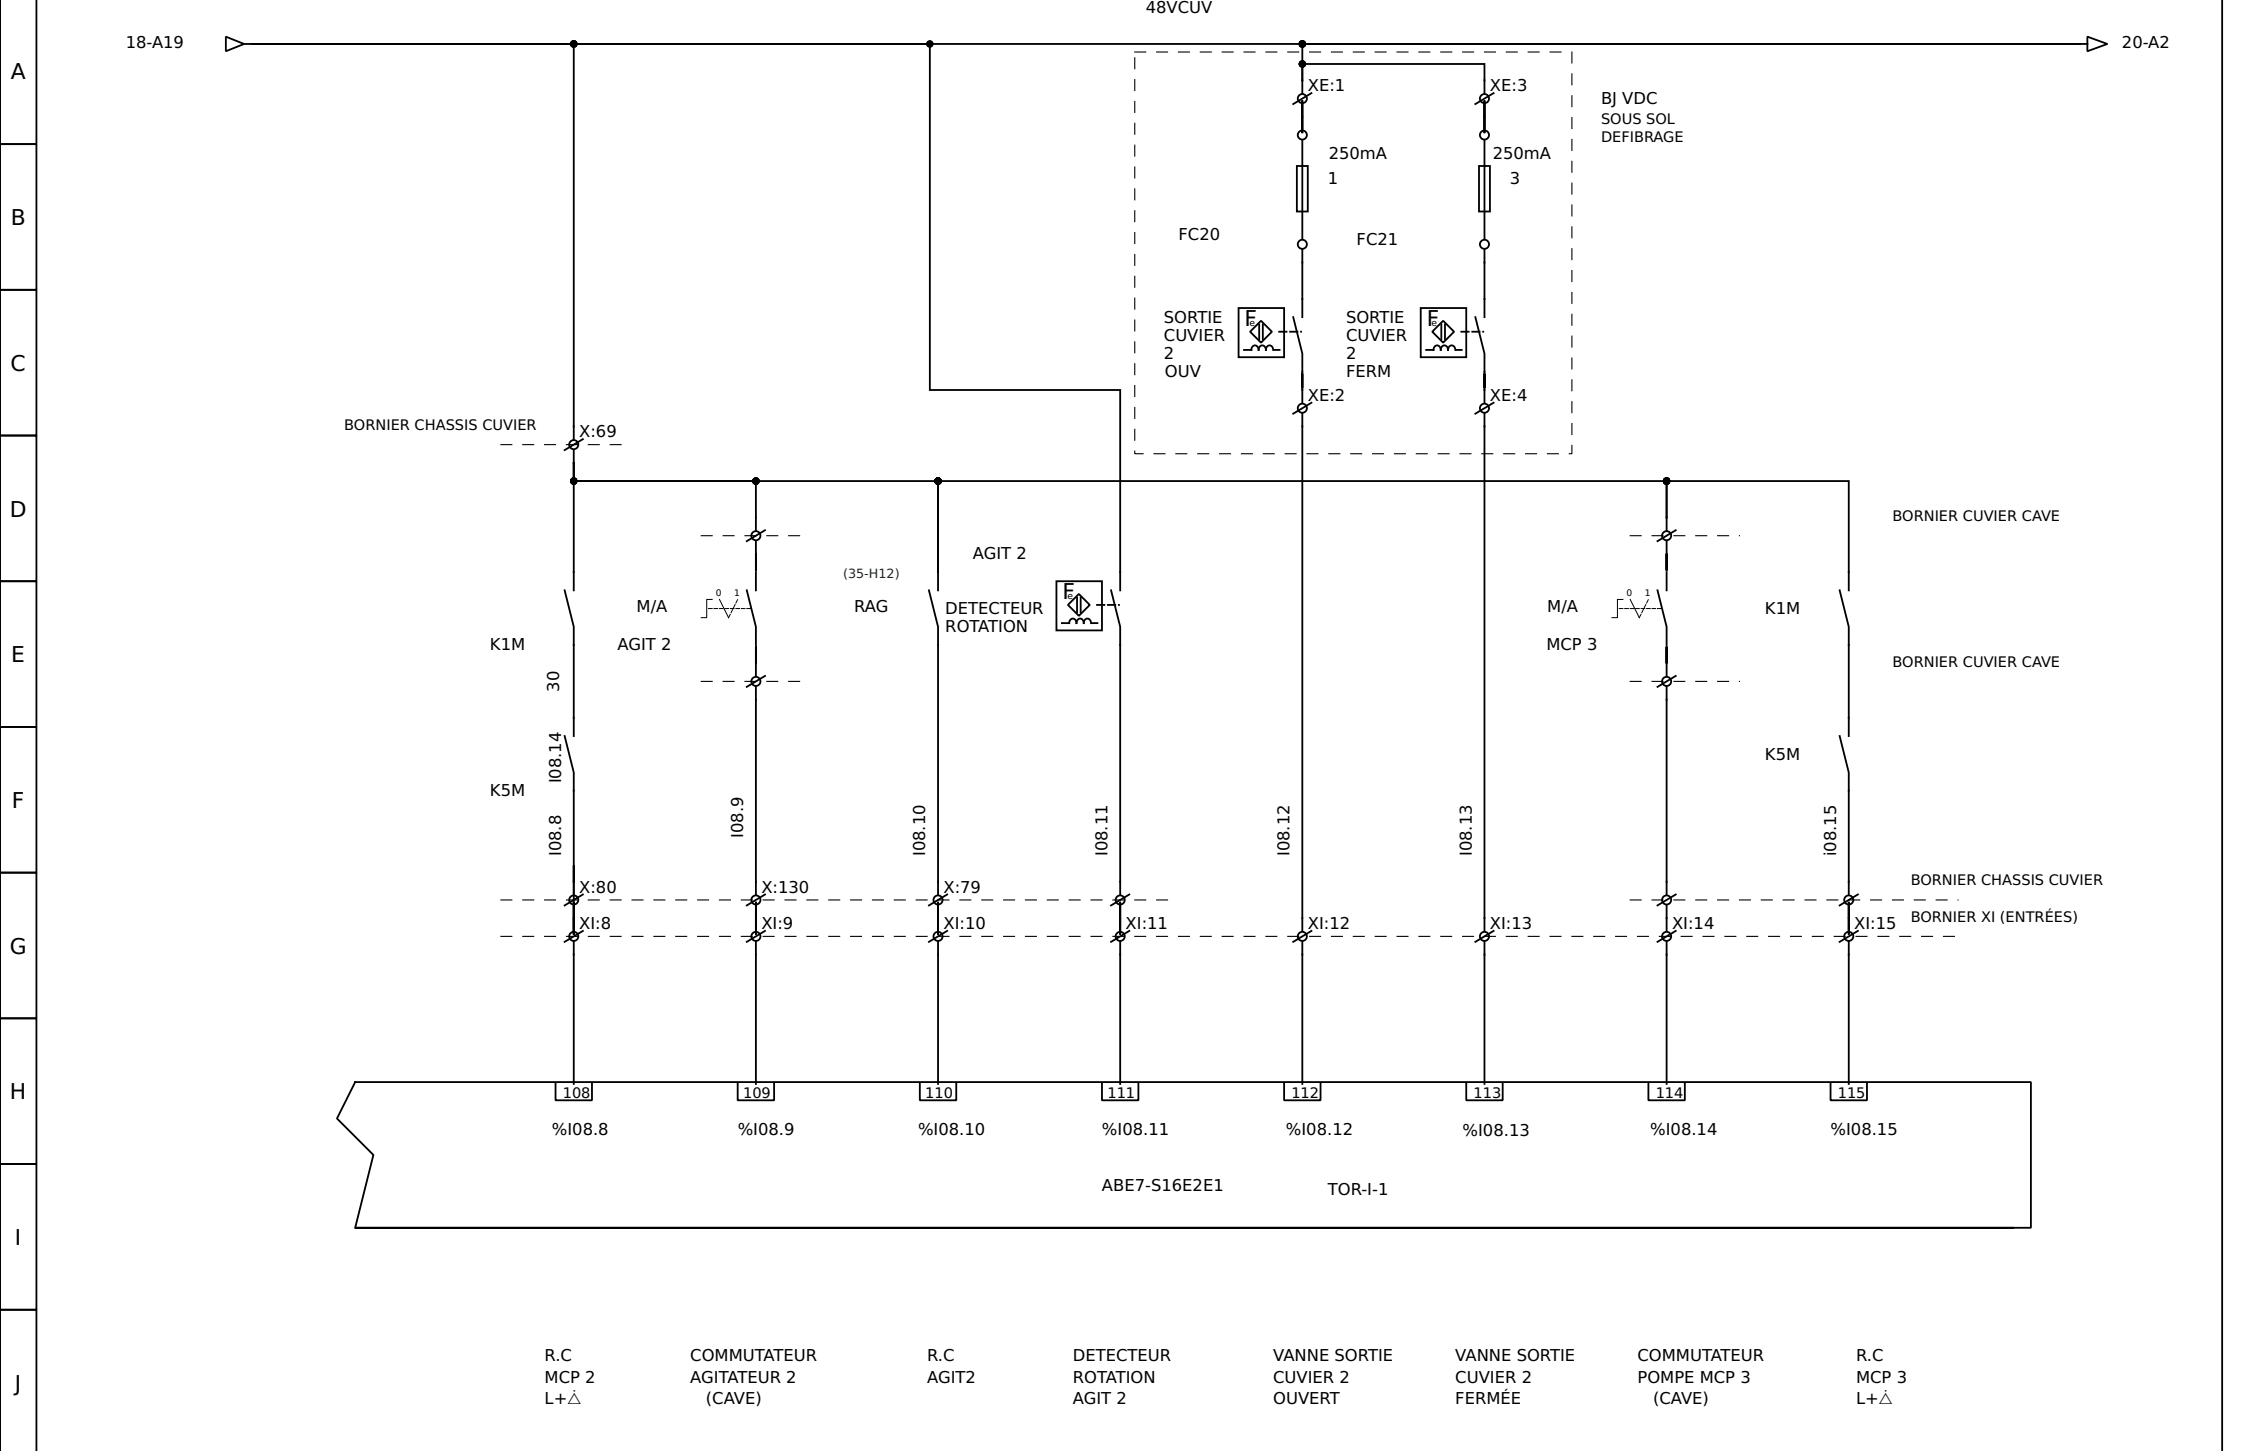 48VCUV
18-A19
20-A2
A
XE:1
XE:3
BJ VDC
SOUS SOL
DEFIBRAGE
250mA
1
250mA
3
B
FC20
FC21
SORTIE
CUVIER
2
OUV
Fe
SORTIE
CUVIER
2
FERM
Fe
C
XE:2
XE:4
BORNIER CHASSIS CUVIER
X:69
D
BORNIER CUVIER CAVE
AGIT 2
(35-H12)
M/A
0 1
AGIT 2
RAG
DETECTEUR
ROTATION
Fe
M/A
0 1
MCP 3
K1M
K1M
E
BORNIER CUVIER CAVE
30
I08.14
K5M
K5M
F
I08.8
I08.9
I08.10
I08.11
I08.12
I08.13
i08.15
X:80
X:130
X:79
BORNIER CHASSIS CUVIER
XI:8
XI:9
XI:10
XI:11
XI:12
XI:13
XI:14
XI:15
BORNIER XI (ENTRÉES)
G
H
108
109
110
111
112
113
114
115
%I08.8
%I08.9
%I08.10
%I08.11
%I08.12
%I08.13
%I08.14
%I08.15
ABE7-S16E2E1
TOR-I-1
I
J
R.C
MCP 2
L+△
COMMUTATEUR
AGITATEUR 2
(CAVE)
R.C
AGIT2
DETECTEUR
ROTATION
AGIT 2
VANNE SORTIE
CUVIER 2
OUVERT
VANNE SORTIE
CUVIER 2
FERMÉE
COMMUTATEUR
POMPE MCP 3
(CAVE)
R.C
MCP 3
L+△